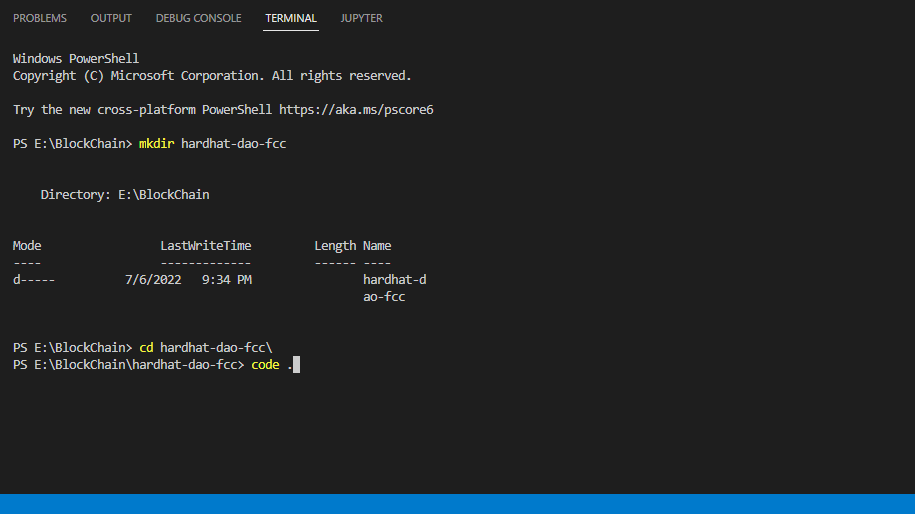 PROBLEMS OUTPUT DEBUG CONSOLE TERMINAL JUPYTER
Windows PowerShell
Copyright (C) Microsoft Corporation. All rights reserved.
Try the new cross-platform PowerShell https://aka.ms/pscore6
PS E:\BlockChain> mkdir hardhat-dao-fcc
Directory: E:\BlockChain
Mode LastWriteTime Length Name
---- ------------- ------ ----
d----- 7/6/2022 9:34 PM hardhat-d
ao-fcc
PS E:\BlockChain> cd hardhat-dao-fcc\
PS E:\BlockChain\hardhat-dao-fcc> code .